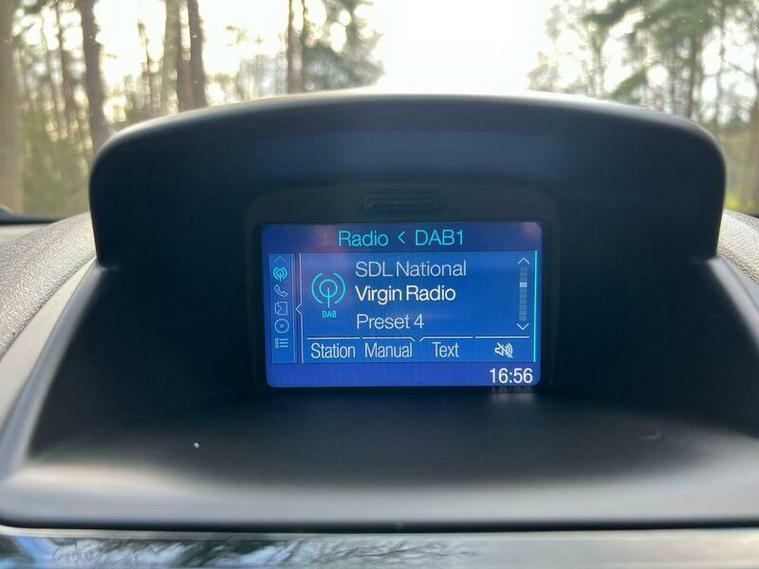 Radio < DAB1
SDL National
Virgin Radio
DAB
Preset 4
Station Manual Text
16:56